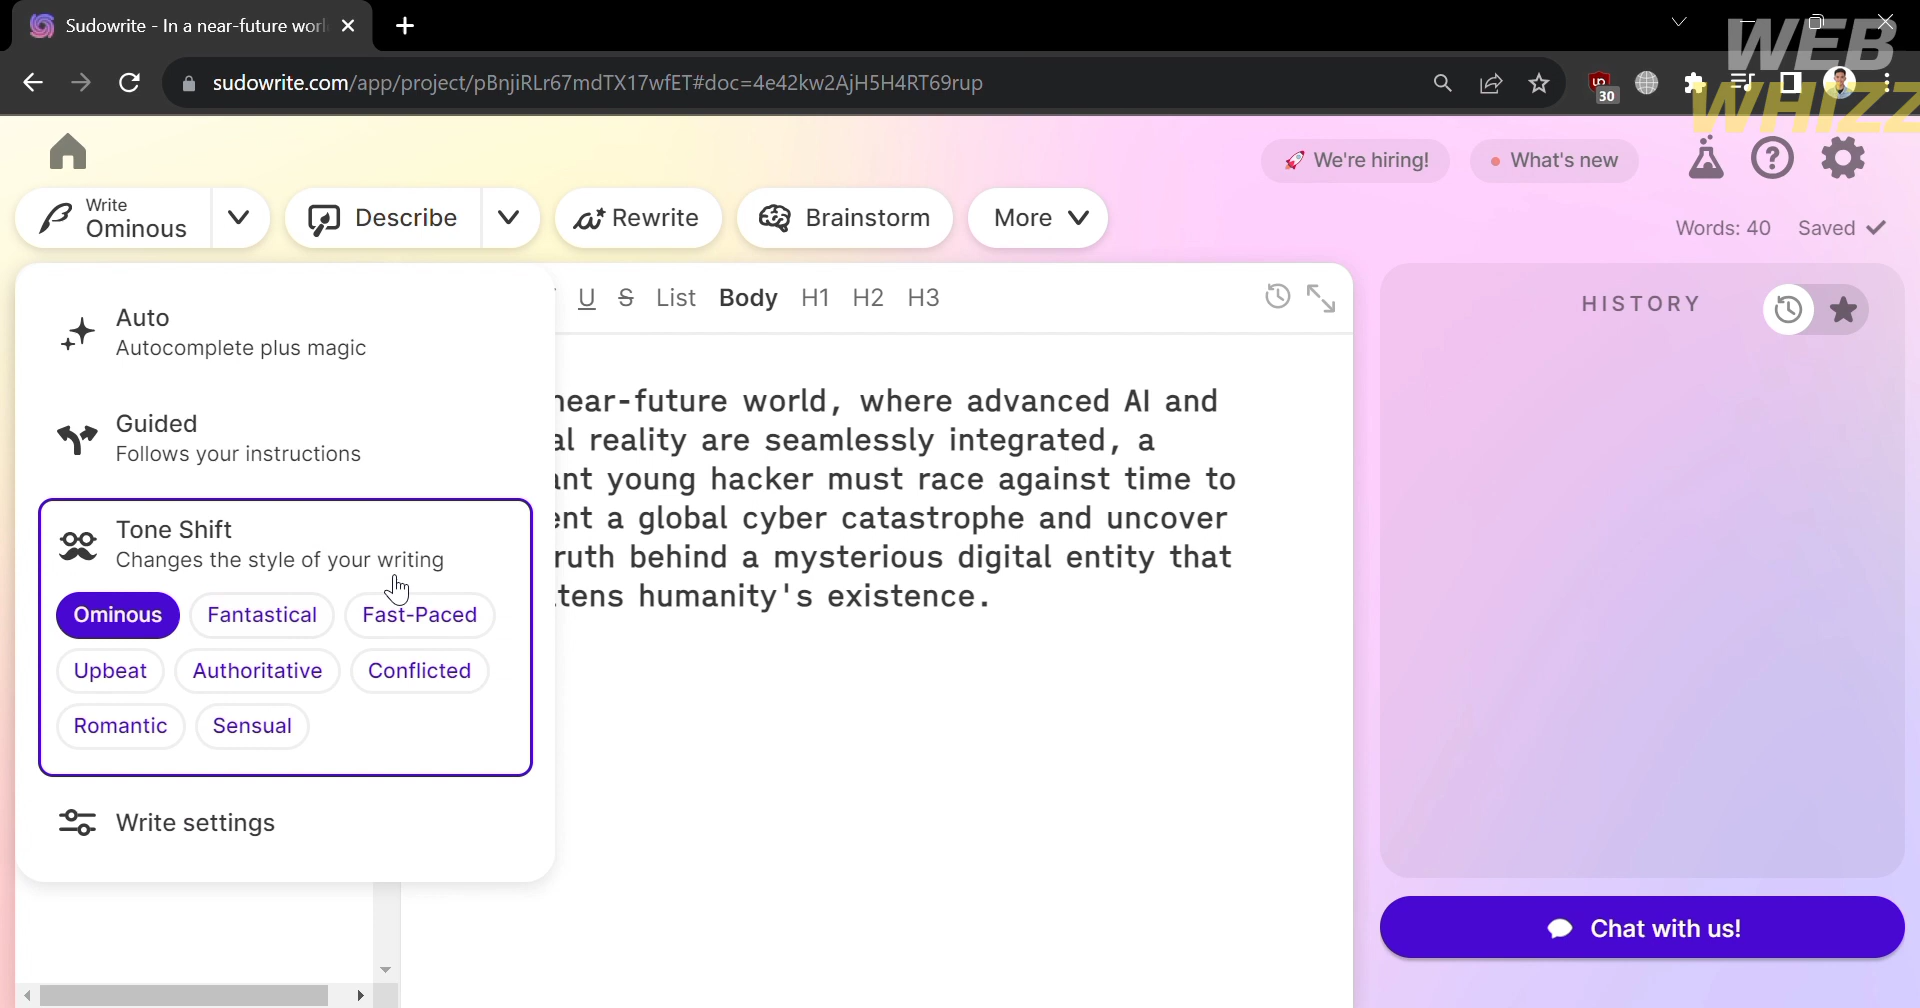 Sudowrite - In a near-future worl
sudowrite.com/app/project/pBnjiRLr67mdTX17wfET#doc=4e42kw2AjH5H4RT69rup
30
WEB
WHIZZ
We're hiring!
What's new
Write
Ominous
Describe
Rewrite
Brainstorm
More
Words: 40
Saved
U S List Body H1 H2 H3
HISTORY
Auto
Autocomplete plus magic
Guided
Follows your instructions
Tone Shift
Changes the style of your writing
Ominous
Fantastical
Fast-Paced
Upbeat
Authoritative
Conflicted
Romantic
Sensual
Write settings
near-future world, where advanced AI and
al reality are seamlessly integrated, a
ant young hacker must race against time to
ent a global cyber catastrophe and uncover
ruth behind a mysterious digital entity that
tens humanity's existence.
Chat with us!